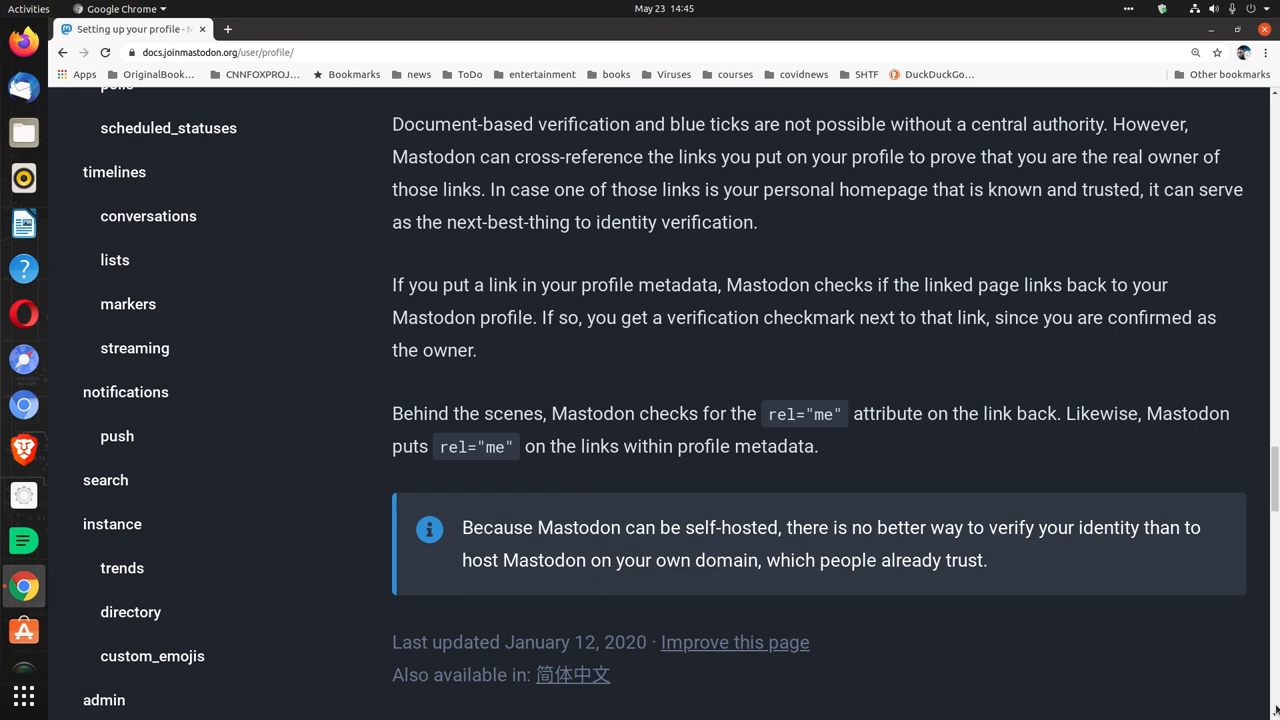 Activities
Google Chrome
May 23 14:45
Setting up your profile - M
docs.joinmastodon.org/user/profile/
Apps
OriginalBook…
CNNFOXPROJ…
Bookmarks
news
ToDo
entertainment
books
Viruses
courses
covidnews
SHTF
DuckDuckGo…
Other bookmarks
polls
scheduled_statuses
timelines
conversations
lists
markers
streaming
notifications
push
search
instance
trends
directory
custom_emojis
admin
Document-based verification and blue ticks are not possible without a central authority. However,
Mastodon can cross-reference the links you put on your profile to prove that you are the real owner of
those links. In case one of those links is your personal homepage that is known and trusted, it can serve
as the next-best-thing to identity verification.
If you put a link in your profile metadata, Mastodon checks if the linked page links back to your
Mastodon profile. If so, you get a verification checkmark next to that link, since you are confirmed as
the owner.
Behind the scenes, Mastodon checks for the rel="me" attribute on the link back. Likewise, Mastodon
puts rel="me" on the links within profile metadata.
Because Mastodon can be self-hosted, there is no better way to verify your identity than to
host Mastodon on your own domain, which people already trust.
Last updated January 12, 2020 · Improve this page
Also available in: 简体中文